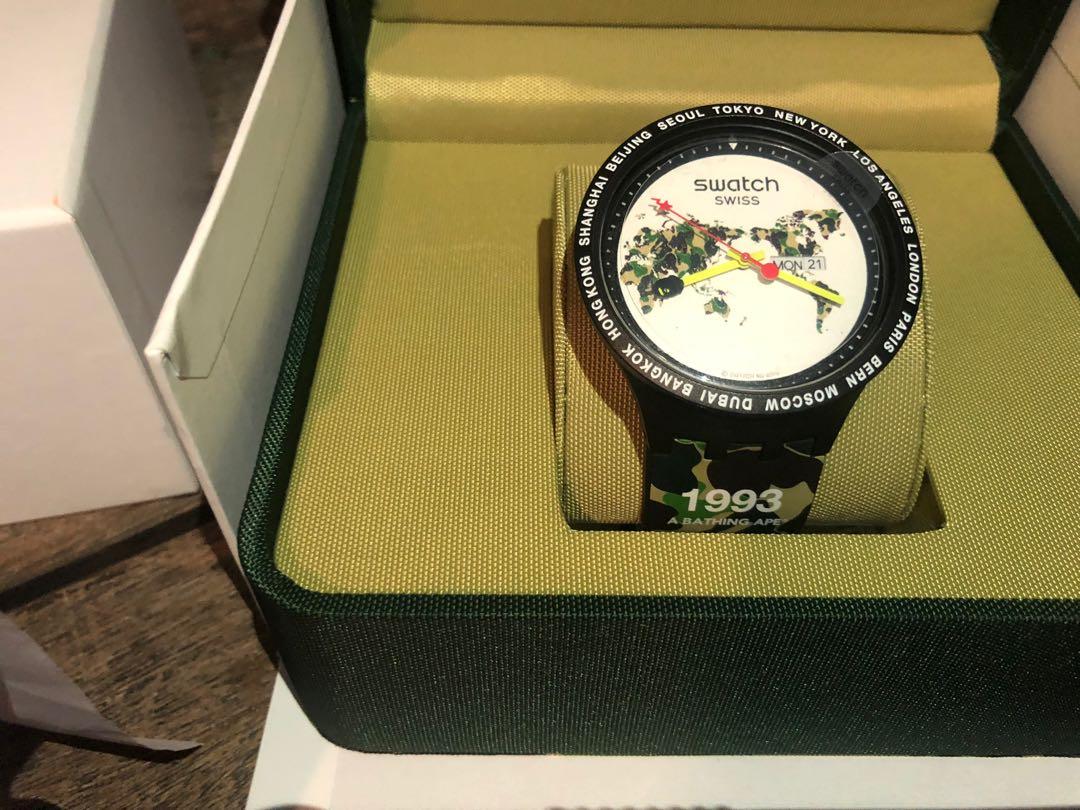 TOKYO NEW YORK LOS ANGELES LONDON PARIS BERN MOSCOW DUBAI BANGKOK HONG KONG SHANGHAI BEIJING SEOUL
swatch
SWISS
MON 21
1993
A BATHING APE